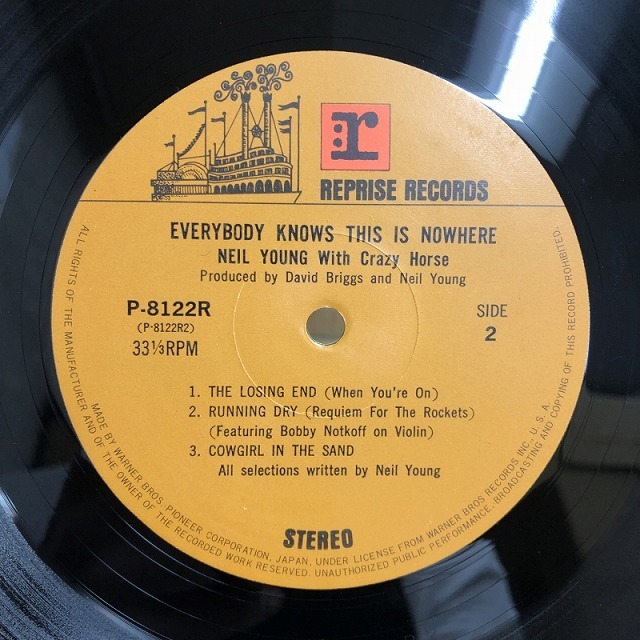 :r
REPRISE RECORDS
EVERYBODY KNOWS THIS IS NOWHERE
NEIL YOUNG With Crazy Horse
Produced by David Briggs and Neil Young
P-8122R
(P-8122R2)
33⅓RPM
SIDE
2
1. THE LOSING END (When You're On)
2. RUNNING DRY (Requiem For The Rockets)
(Featuring Bobby Notkoff on Violin)
3. COWGIRL IN THE SAND
All selections written by Neil Young
STEREO
ALL RIGHTS OF THE MANUFACTURER AND OF THE OWNER OF THE RECORDED WORK RESERVED. UNAUTHORIZED PUBLIC PERFORMANCE, BROADCASTING AND COPYING OF THIS RECORD PROHIBITED.
MADE BY WARNER BROS. PIONEER CORPORATION, JAPAN, UNDER LICENSE FROM WARNER BROS RECORDS INC. U. S. A.